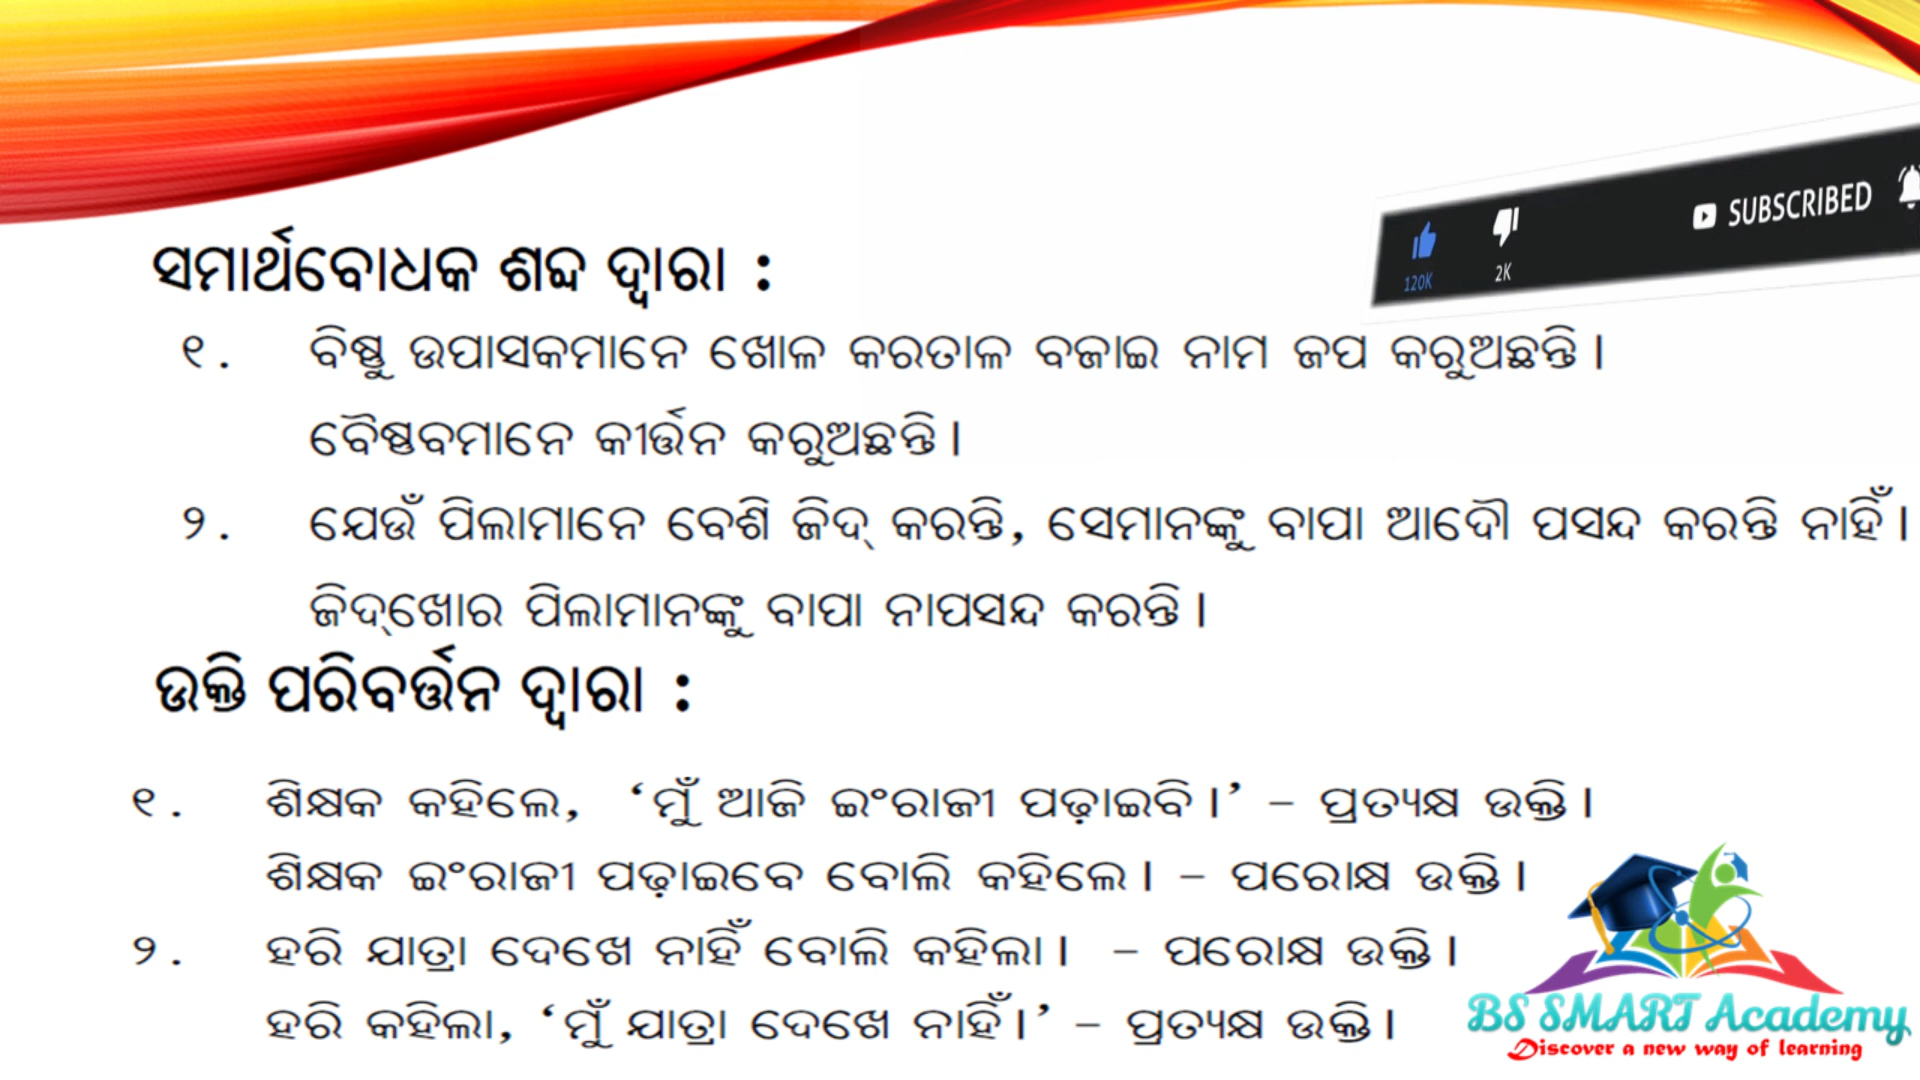 120K
2K
SUBSCRIBED
ସମାର୍ଥବୋଧକ ଶବ୍ଦ ଦ୍ୱାରା :
୧. ବିଷ୍ଣୁ ଉପାସକମାନେ ଖୋଳ କରତାଳ ବଜାଇ ନାମ ଜପ କରୁଅଛନ୍ତି।
ବୈଷ୍ଣବମାନେ କୀର୍ତ୍ତନ କରୁଅଛନ୍ତି।
୨. ଯେଉଁ ପିଲାମାନେ ବେଶି ଜିଦ୍ କରନ୍ତି, ସେମାନଙ୍କୁ ବାପା ଆଦୌ ପସନ୍ଦ କରନ୍ତି ନାହିଁ।
ଜିଦ୍‌ଖୋର ପିଲାମାନଙ୍କୁ ବାପା ନାପସନ୍ଦ କରନ୍ତି।
ଉକ୍ତି ପରିବର୍ତ୍ତନ ଦ୍ୱାରା :
୧. ଶିକ୍ଷକ କହିଲେ, ‘ମୁଁ ଆଜି ଇଂରାଜୀ ପଢ଼ାଇବି।’ – ପ୍ରତ୍ୟକ୍ଷ ଉକ୍ତି।
ଶିକ୍ଷକ ଇଂରାଜୀ ପଢ଼ାଇବେ ବୋଲି କହିଲେ। – ପରୋକ୍ଷ ଉକ୍ତି।
୨. ହରି ଯାତ୍ରା ଦେଖେ ନାହିଁ ବୋଲି କହିଲା। – ପରୋକ୍ଷ ଉକ୍ତି।
ହରି କହିଲା, ‘ମୁଁ ଯାତ୍ରା ଦେଖେ ନାହିଁ।’ – ପ୍ରତ୍ୟକ୍ଷ ଉକ୍ତି।
BS SMART Academy
Discover a new way of learning